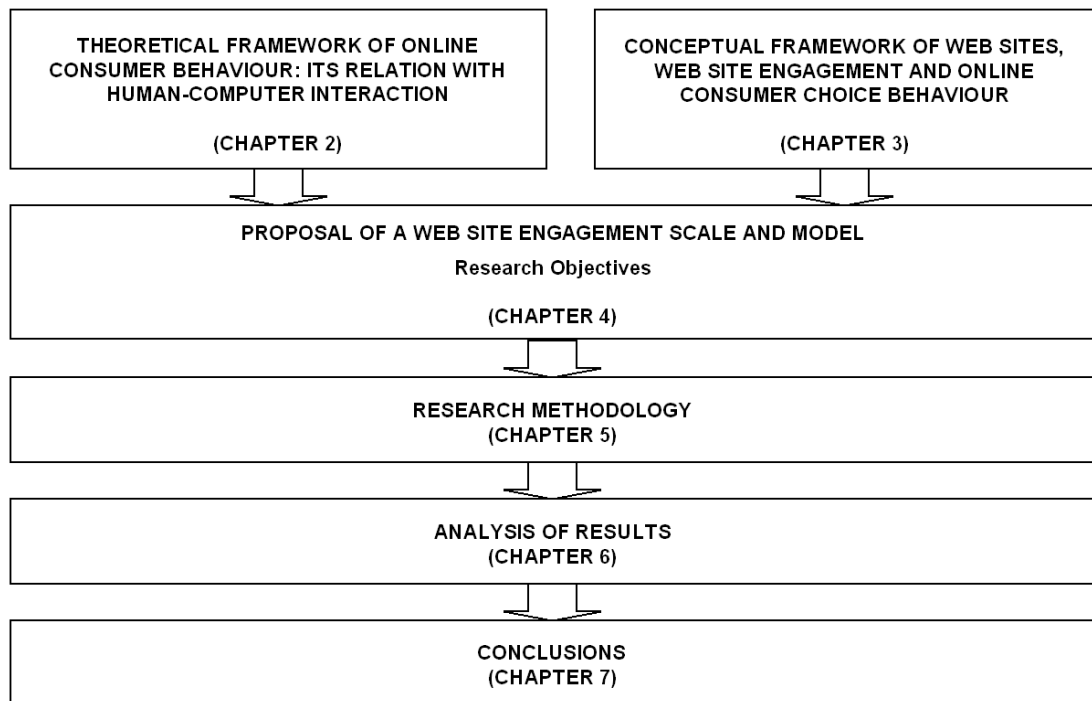 THEORETICAL FRAMEWORK OF ONLINE
CONSUMER BEHAVIOUR: ITS RELATION WITH
HUMAN-COMPUTER INTERACTION
(CHAPTER 2)
CONCEPTUAL FRAMEWORK OF WEB SITES,
WEB SITE ENGAGEMENT AND ONLINE
CONSUMER CHOICE BEHAVIOUR
(CHAPTER 3)
PROPOSAL OF A WEB SITE ENGAGEMENT SCALE AND MODEL
Research Objectives
(CHAPTER 4)
RESEARCH METHODOLOGY
(CHAPTER 5)
ANALYSIS OF RESULTS
(CHAPTER 6)
CONCLUSIONS
(CHAPTER 7)